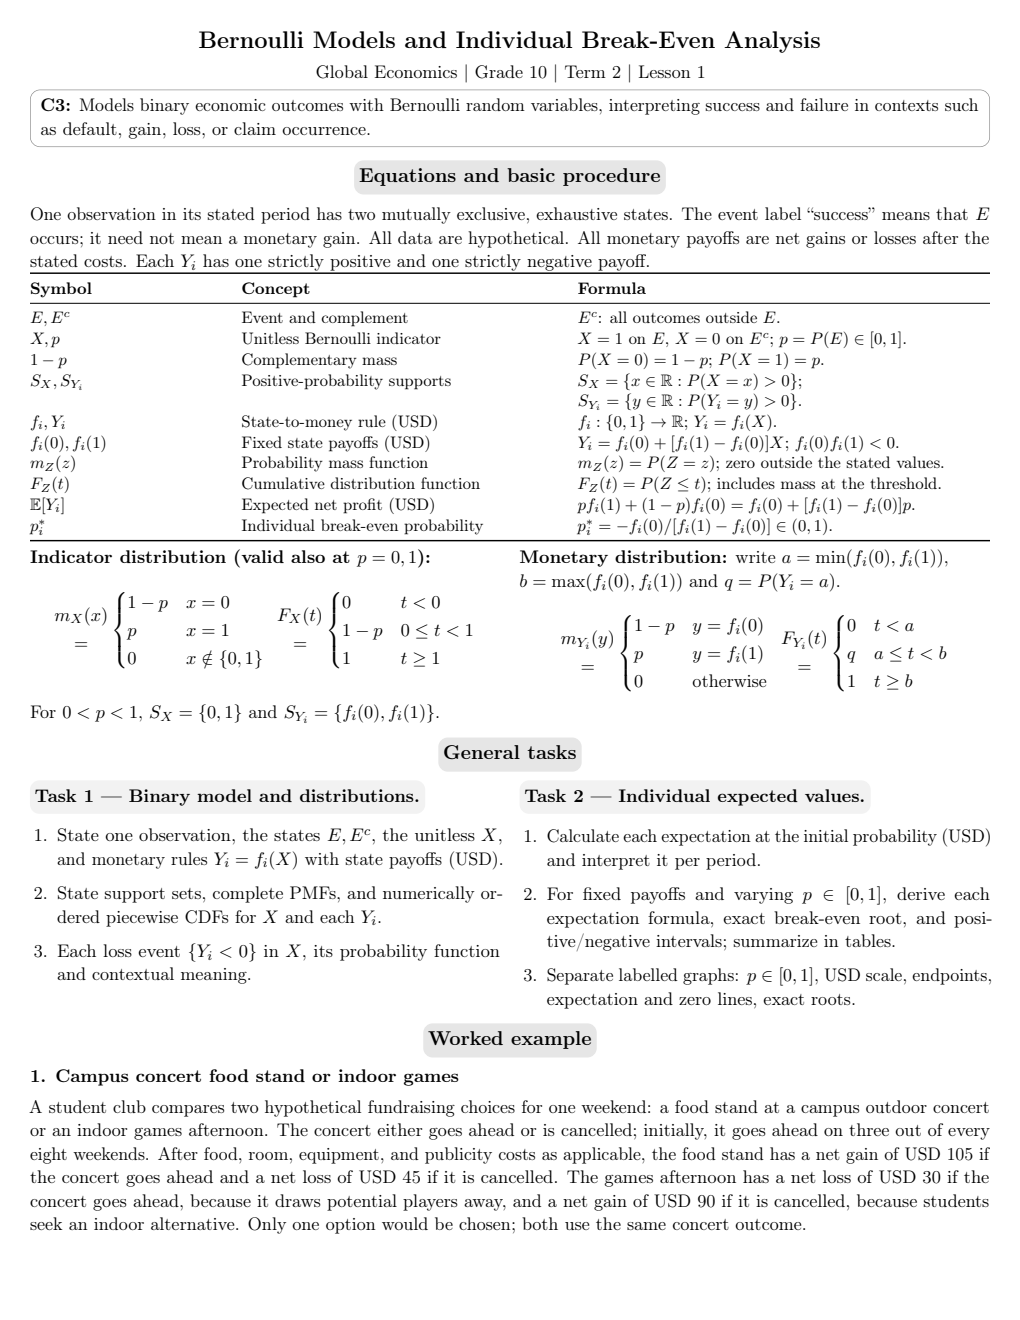 Bernoulli Models and Individual Break-Even Analysis
Global Economics | Grade 10 | Term 2 | Lesson 1
C3: Models binary economic outcomes with Bernoulli random variables, interpreting success and failure in contexts such
as default, gain, loss, or claim occurrence.
Equations and basic procedure
One observation in its stated period has two mutually exclusive, exhaustive states. The event label “success” means that E
occurs; it need not mean a monetary gain. All data are hypothetical. All monetary payoffs are net gains or losses after the
stated costs. Each Y_i has one strictly positive and one strictly negative payoff.
Symbol Concept Formula
E, E^c Event and complement E^c: all outcomes outside E.
X, p Unitless Bernoulli indicator X = 1 on E, X = 0 on E^c; p = P(E) ∈ [0, 1].
1 − p Complementary mass P(X = 0) = 1 − p; P(X = 1) = p.
S_X, S_{Y_i} Positive-probability supports S_X = {x ∈ ℝ : P(X = x) > 0};
S_{Y_i} = {y ∈ ℝ : P(Y_i = y) > 0}.
f_i, Y_i State-to-money rule (USD) f_i : {0, 1} → ℝ; Y_i = f_i(X).
f_i(0), f_i(1) Fixed state payoffs (USD) Y_i = f_i(0) + [f_i(1) − f_i(0)]X; f_i(0)f_i(1) < 0.
m_Z(z) Probability mass function m_Z(z) = P(Z = z); zero outside the stated values.
F_Z(t) Cumulative distribution function F_Z(t) = P(Z ≤ t); includes mass at the threshold.
𝔼[Y_i] Expected net profit (USD) pf_i(1) + (1 − p)f_i(0) = f_i(0) + [f_i(1) − f_i(0)]p.
p_i^* Individual break-even probability p_i^* = −f_i(0)/[f_i(1) − f_i(0)] ∈ (0, 1).
Indicator distribution (valid also at p = 0, 1):
m_X(x) = { 1 − p x = 0
p x = 1
0 x ∉ {0, 1}
F_X(t) = { 0 t < 0
1 − p 0 ≤ t < 1
1 t ≥ 1
For 0 < p < 1, S_X = {0, 1} and S_{Y_i} = {f_i(0), f_i(1)}.
Monetary distribution: write a = min(f_i(0), f_i(1)),
b = max(f_i(0), f_i(1)) and q = P(Y_i = a).
m_{Y_i}(y) = { 1 − p y = f_i(0)
p y = f_i(1)
0 otherwise
F_{Y_i}(t) = { 0 t < a
q a ≤ t < b
1 t ≥ b
General tasks
Task 1 — Binary model and distributions.
1. State one observation, the states E, E^c, the unitless X,
and monetary rules Y_i = f_i(X) with state payoffs (USD).
2. State support sets, complete PMFs, and numerically or-
dered piecewise CDFs for X and each Y_i.
3. Each loss event {Y_i < 0} in X, its probability function
and contextual meaning.
Task 2 — Individual expected values.
1. Calculate each expectation at the initial probability (USD)
and interpret it per period.
2. For fixed payoffs and varying p ∈ [0, 1], derive each
expectation formula, exact break-even root, and posi-
tive/negative intervals; summarize in tables.
3. Separate labelled graphs: p ∈ [0, 1], USD scale, endpoints,
expectation and zero lines, exact roots.
Worked example
1. Campus concert food stand or indoor games
A student club compares two hypothetical fundraising choices for one weekend: a food stand at a campus outdoor concert
or an indoor games afternoon. The concert either goes ahead or is cancelled; initially, it goes ahead on three out of every
eight weekends. After food, room, equipment, and publicity costs as applicable, the food stand has a net gain of USD 105 if
the concert goes ahead and a net loss of USD 45 if it is cancelled. The games afternoon has a net loss of USD 30 if the
concert goes ahead, because it draws potential players away, and a net gain of USD 90 if it is cancelled, because students
seek an indoor alternative. Only one option would be chosen; both use the same concert outcome.